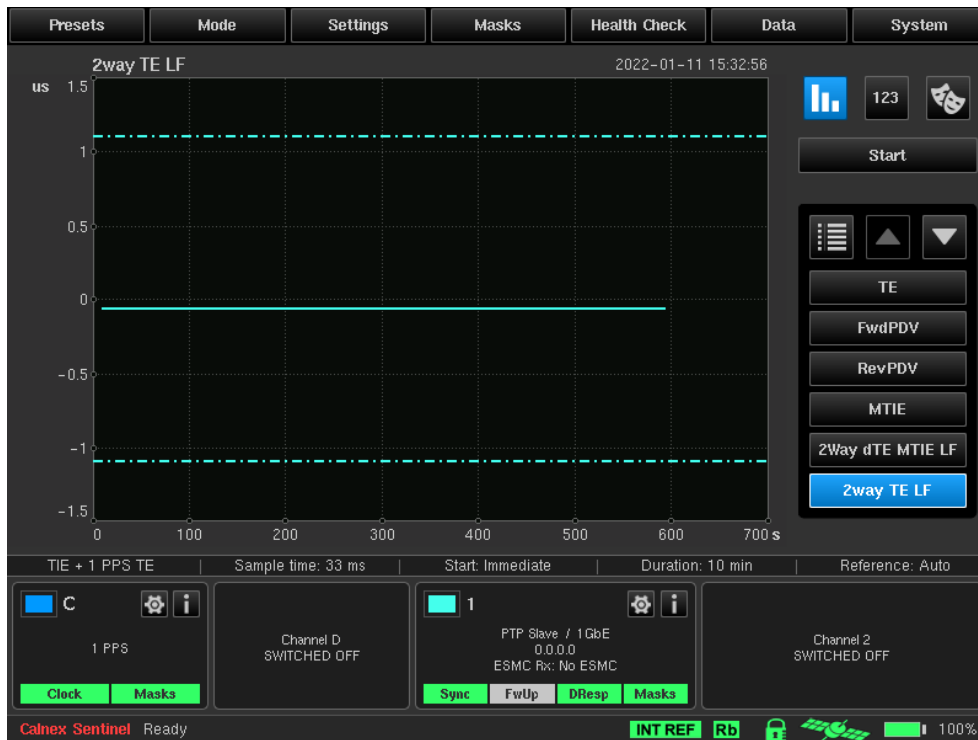 Presets Mode Settings Masks Health Check Data System
2way TE LF 2022-01-11 15:32:56
us 1.5
1
0.5
0
-0.5
-1
-1.5
0 100 200 300 400 500 600 700 s
123
Start
TE
FwdPDV
RevPDV
MTIE
2Way dTE MTIE LF
2way TE LF
TIE + 1 PPS TE | Sample time: 33 ms | Start: Immediate | Duration: 10 min | Reference: Auto
C i
1 PPS
Clock Masks
Channel D
SWITCHED OFF
1 i
PTP Slave / 1GbE
0.0.0.0
ESMC Rx: No ESMC
Sync FwUp DResp Masks
Channel 2
SWITCHED OFF
Calnex Sentinel Ready INT REF Rb 100%